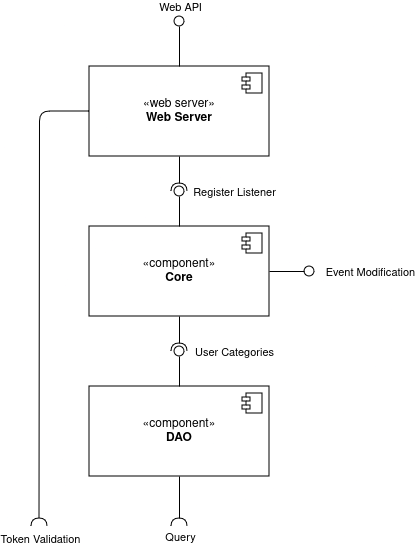 Web API
«web server»
Web Server
Register Listener
«component»
Core
Event Modification
User Categories
«component»
DAO
Token Validation
Query